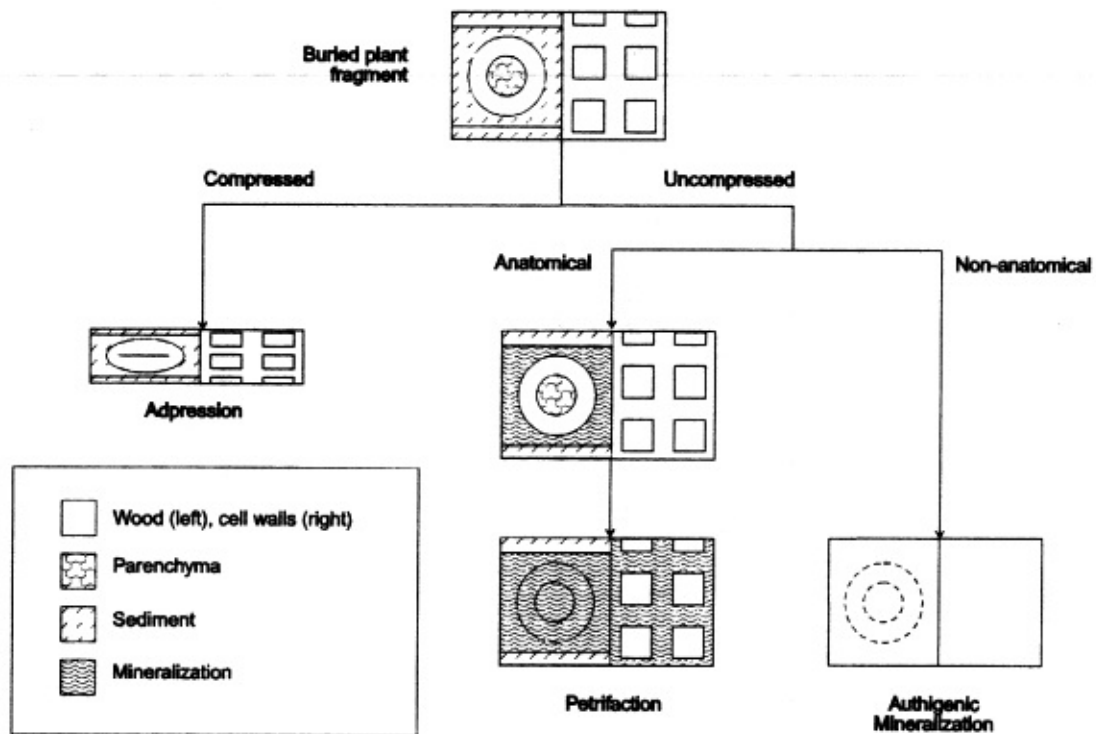 Buried plant
fragment
Compressed
Uncompressed
Anatomical
Non-anatomical
Adpression
Wood (left), cell walls (right)
Parenchyma
Sediment
Mineralization
Petrifaction
Authigenic
Mineralization